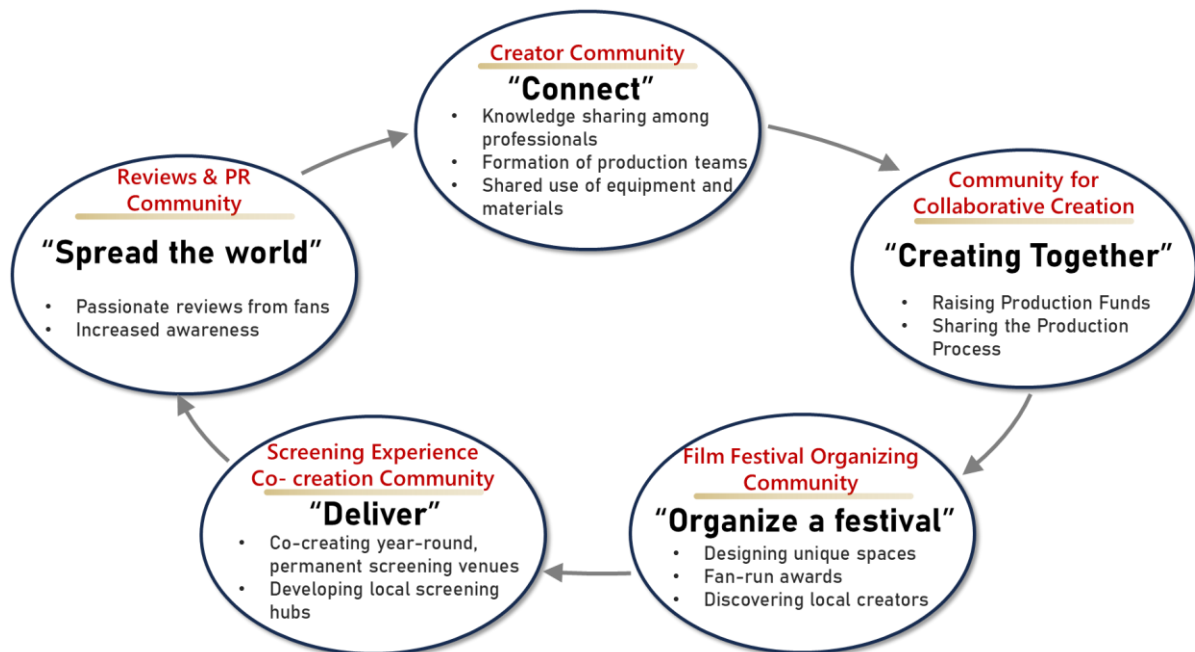 Creator Community
“Connect”
• Knowledge sharing among
professionals
• Formation of production teams
• Shared use of equipment and
materials
Community for
Collaborative Creation
“Creating Together”
• Raising Production Funds
• Sharing the Production
Process
Film Festival Organizing
Community
“Organize a festival”
• Designing unique spaces
• Fan-run awards
• Discovering local creators
Screening Experience
Co- creation Community
“Deliver”
• Co-creating year-round,
permanent screening venues
• Developing local screening
hubs
Reviews & PR
Community
“Spread the world”
• Passionate reviews from fans
• Increased awareness